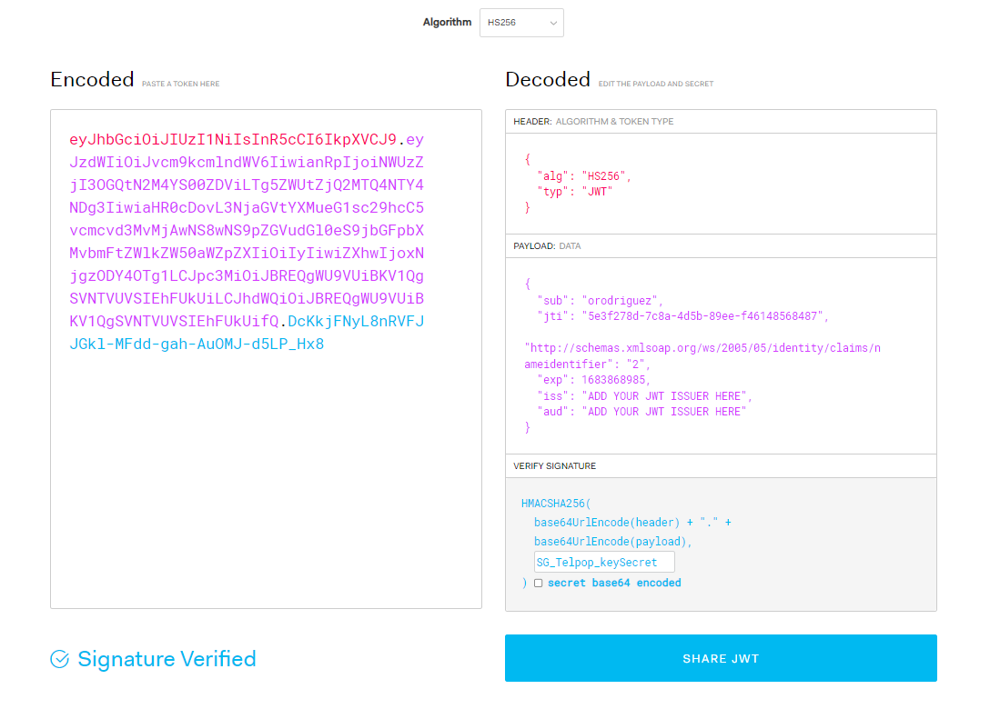 Algorithm HS256
Encoded PASTE A TOKEN HERE
eyJhbGciOiJIUzI1NiIsInR5cCI6IkpXVCJ9.ey
JzdWIiOiJvcm9kcmlndWV6IiwianRpIjoiNWUzZ
jI3OGQtN2M4YS00ZDViLTg5ZWUtZjQ2MTQ4NTY4
NDg3IiwiaHR0cDovL3NjaGVtYXMueG1sc29hcC5
vcmcvd3MvMjAwNS8wNS9pZGVudGl0eS9jbGFpbX
MvbmFtZWlkZW50aWZpZXIiOiIyIiwiZXhwIjoxN
jgzODY4OTg1LCJpc3MiOiJBREQgWU9VUiBKV1Qg
SVNTVUVSIEhFUkUiLCJhdWQiOiJBREQgWU9VUiB
KV1QgSVNTVUVSIEhFUkUifQ.DcKkjFNyL8nRVFJ
JGkl-MFdd-gah-AuOMJ-d5LP_Hx8
Signature Verified
Decoded EDIT THE PAYLOAD AND SECRET
HEADER: ALGORITHM & TOKEN TYPE
{
"alg": "HS256",
"typ": "JWT"
}
PAYLOAD: DATA
{
"sub": "orodriguez",
"jti": "5e3f278d-7c8a-4d5b-89ee-f46148568487",
"http://schemas.xmlsoap.org/ws/2005/05/identity/claims/n
ameidentifier": "2",
"exp": 1683868985,
"iss": "ADD YOUR JWT ISSUER HERE",
"aud": "ADD YOUR JWT ISSUER HERE"
}
VERIFY SIGNATURE
HMACSHA256(
base64UrlEncode(header) + "." +
base64UrlEncode(payload),
SG_Telpop_keySecret
) secret base64 encoded
SHARE JWT